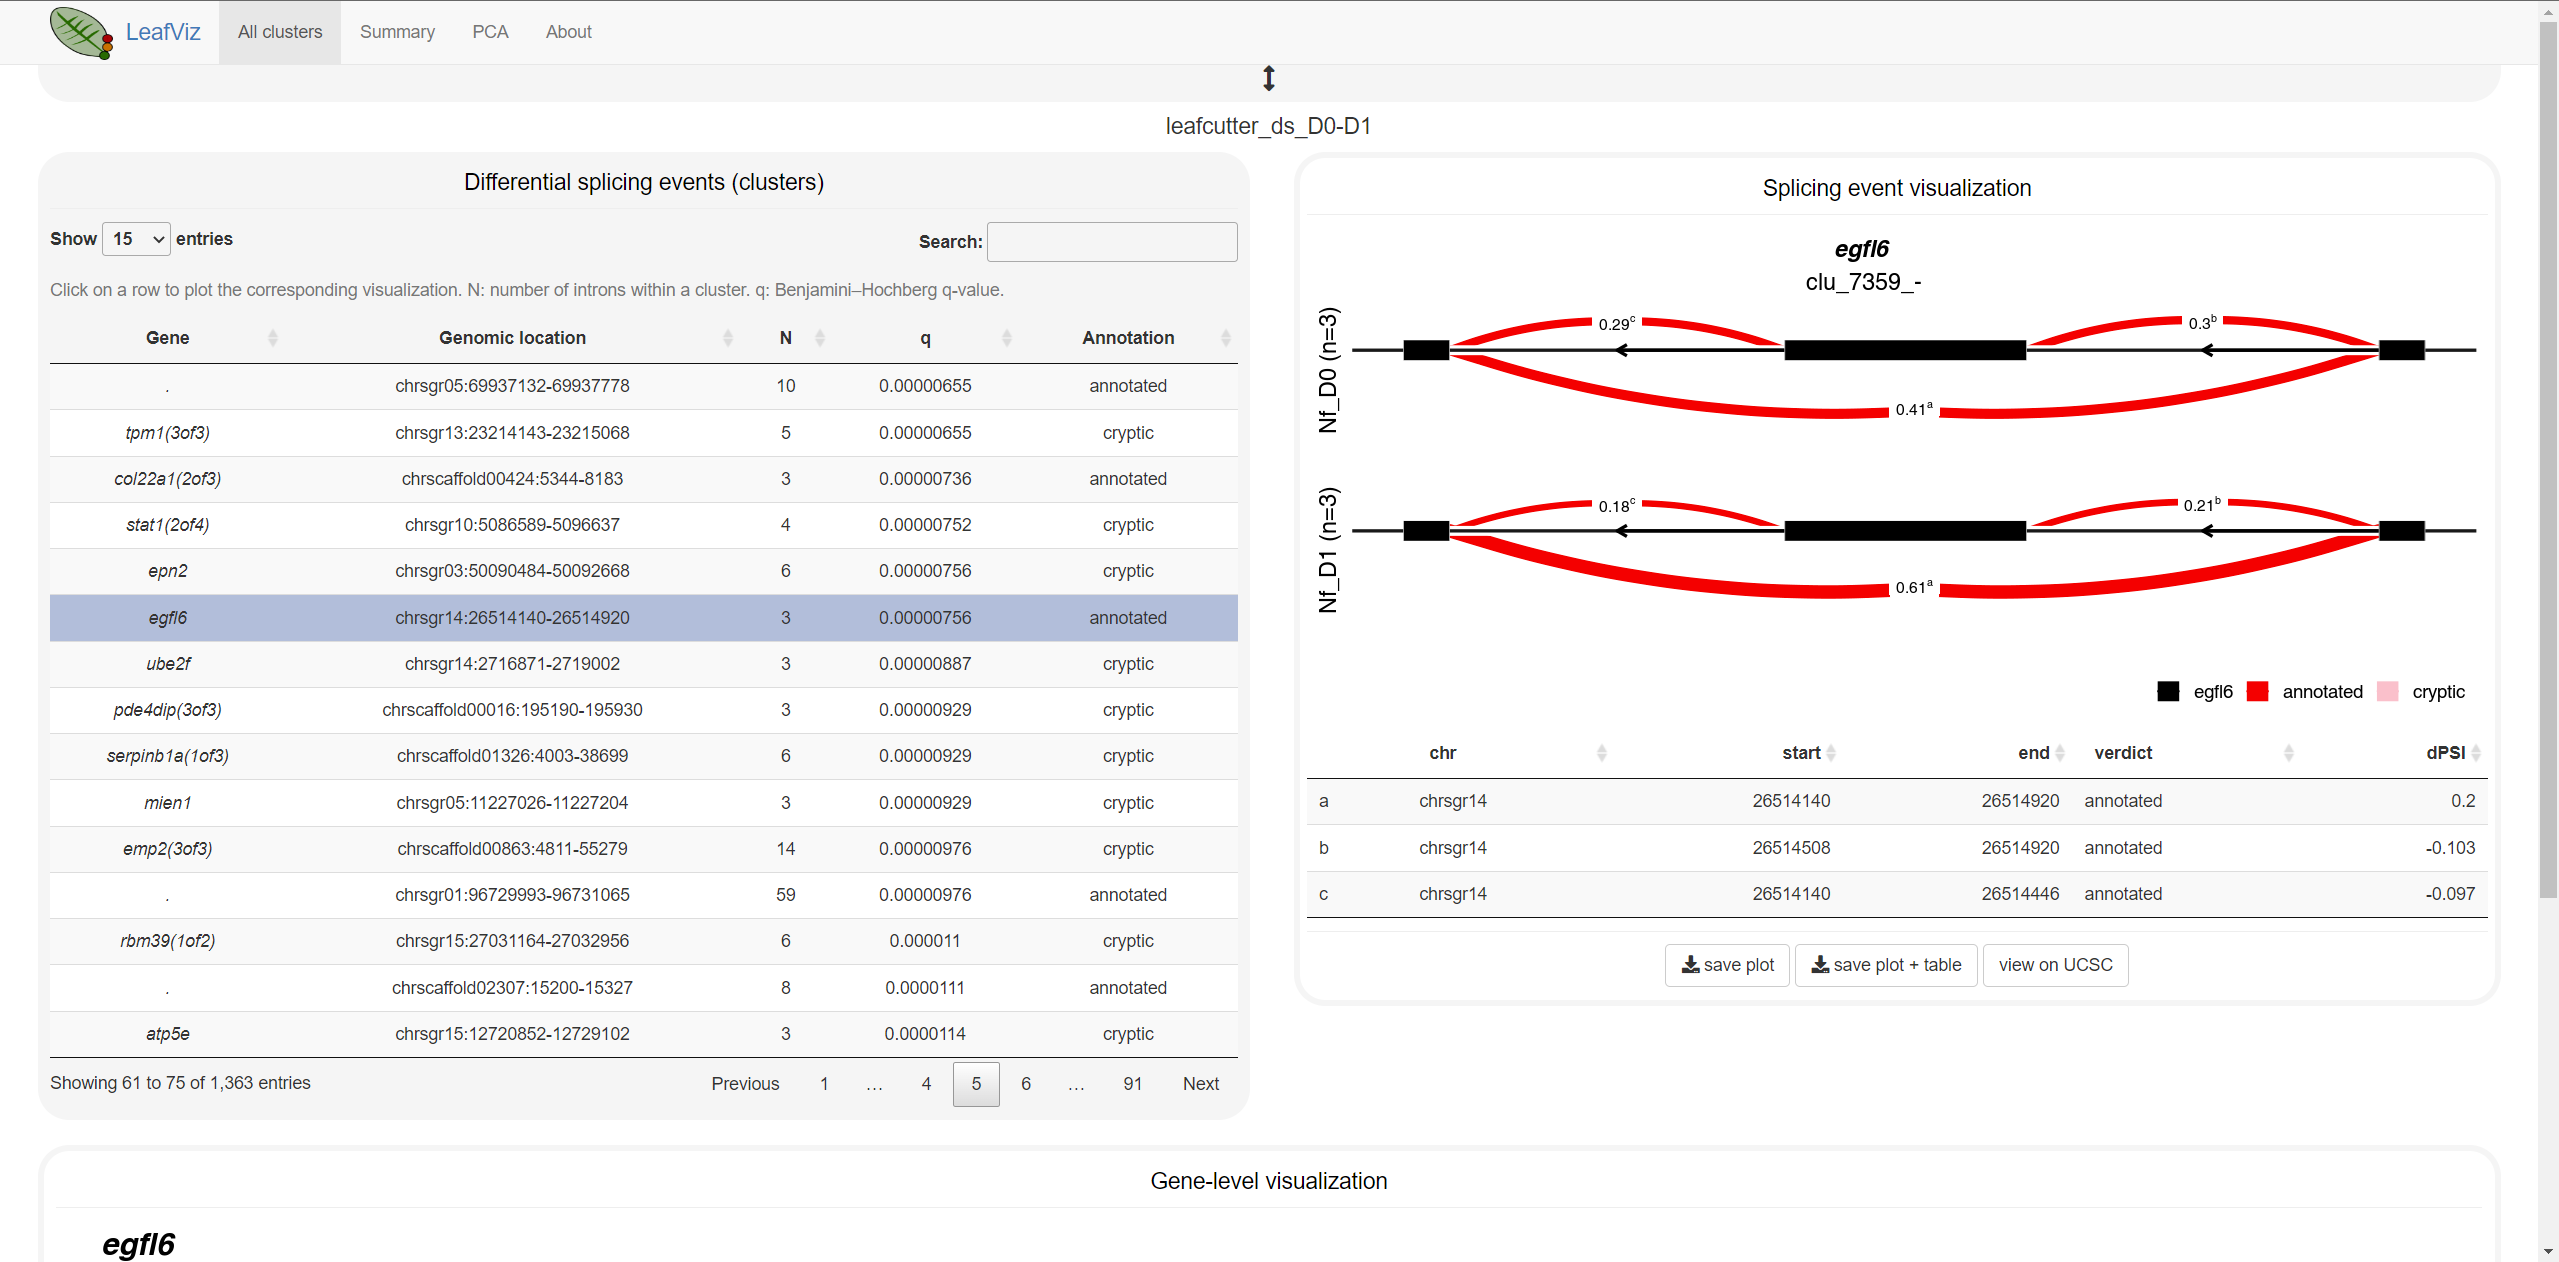 LeafViz All clusters Summary PCA About
leafcutter_ds_D0-D1
Differential splicing events (clusters)
Show 15 entries Search:
Click on a row to plot the corresponding visualization. N: number of introns within a cluster. q: Benjamini–Hochberg q-value.
Gene Genomic location N q Annotation
. chrsgr05:69937132-69937778 10 0.00000655 annotated
tpm1(3of3) chrsgr13:23214143-23215068 5 0.00000655 cryptic
col22a1(2of3) chrscaffold00424:5344-8183 3 0.00000736 annotated
stat1(2of4) chrsgr10:5086589-5096637 4 0.00000752 cryptic
epn2 chrsgr03:50090484-50092668 6 0.00000756 cryptic
egfl6 chrsgr14:26514140-26514920 3 0.00000756 annotated
ube2f chrsgr14:2716871-2719002 3 0.00000887 cryptic
pde4dip(3of3) chrscaffold00016:195190-195930 3 0.00000929 cryptic
serpinb1a(1of3) chrscaffold01326:4003-38699 6 0.00000929 cryptic
mien1 chrsgr05:11227026-11227204 3 0.00000929 cryptic
emp2(3of3) chrscaffold00863:4811-55279 14 0.00000976 cryptic
. chrsgr01:96729993-96731065 59 0.00000976 annotated
rbm39(1of2) chrsgr15:27031164-27032956 6 0.000011 cryptic
. chrscaffold02307:15200-15327 8 0.0000111 annotated
atp5e chrsgr15:12720852-12729102 3 0.0000114 cryptic
Showing 61 to 75 of 1,363 entries Previous 1 … 4 5 6 … 91 Next
Splicing event visualization
egfl6
clu_7359_-
Nf_D0 (n=3)
0.29c 0.3b
0.41a
Nf_D1 (n=3)
0.18c 0.21b
0.61a
egfl6 annotated cryptic
chr start end verdict dPSI
a chrsgr14 26514140 26514920 annotated 0.2
b chrsgr14 26514508 26514920 annotated -0.103
c chrsgr14 26514140 26514446 annotated -0.097
save plot save plot + table view on UCSC
Gene-level visualization
egfl6